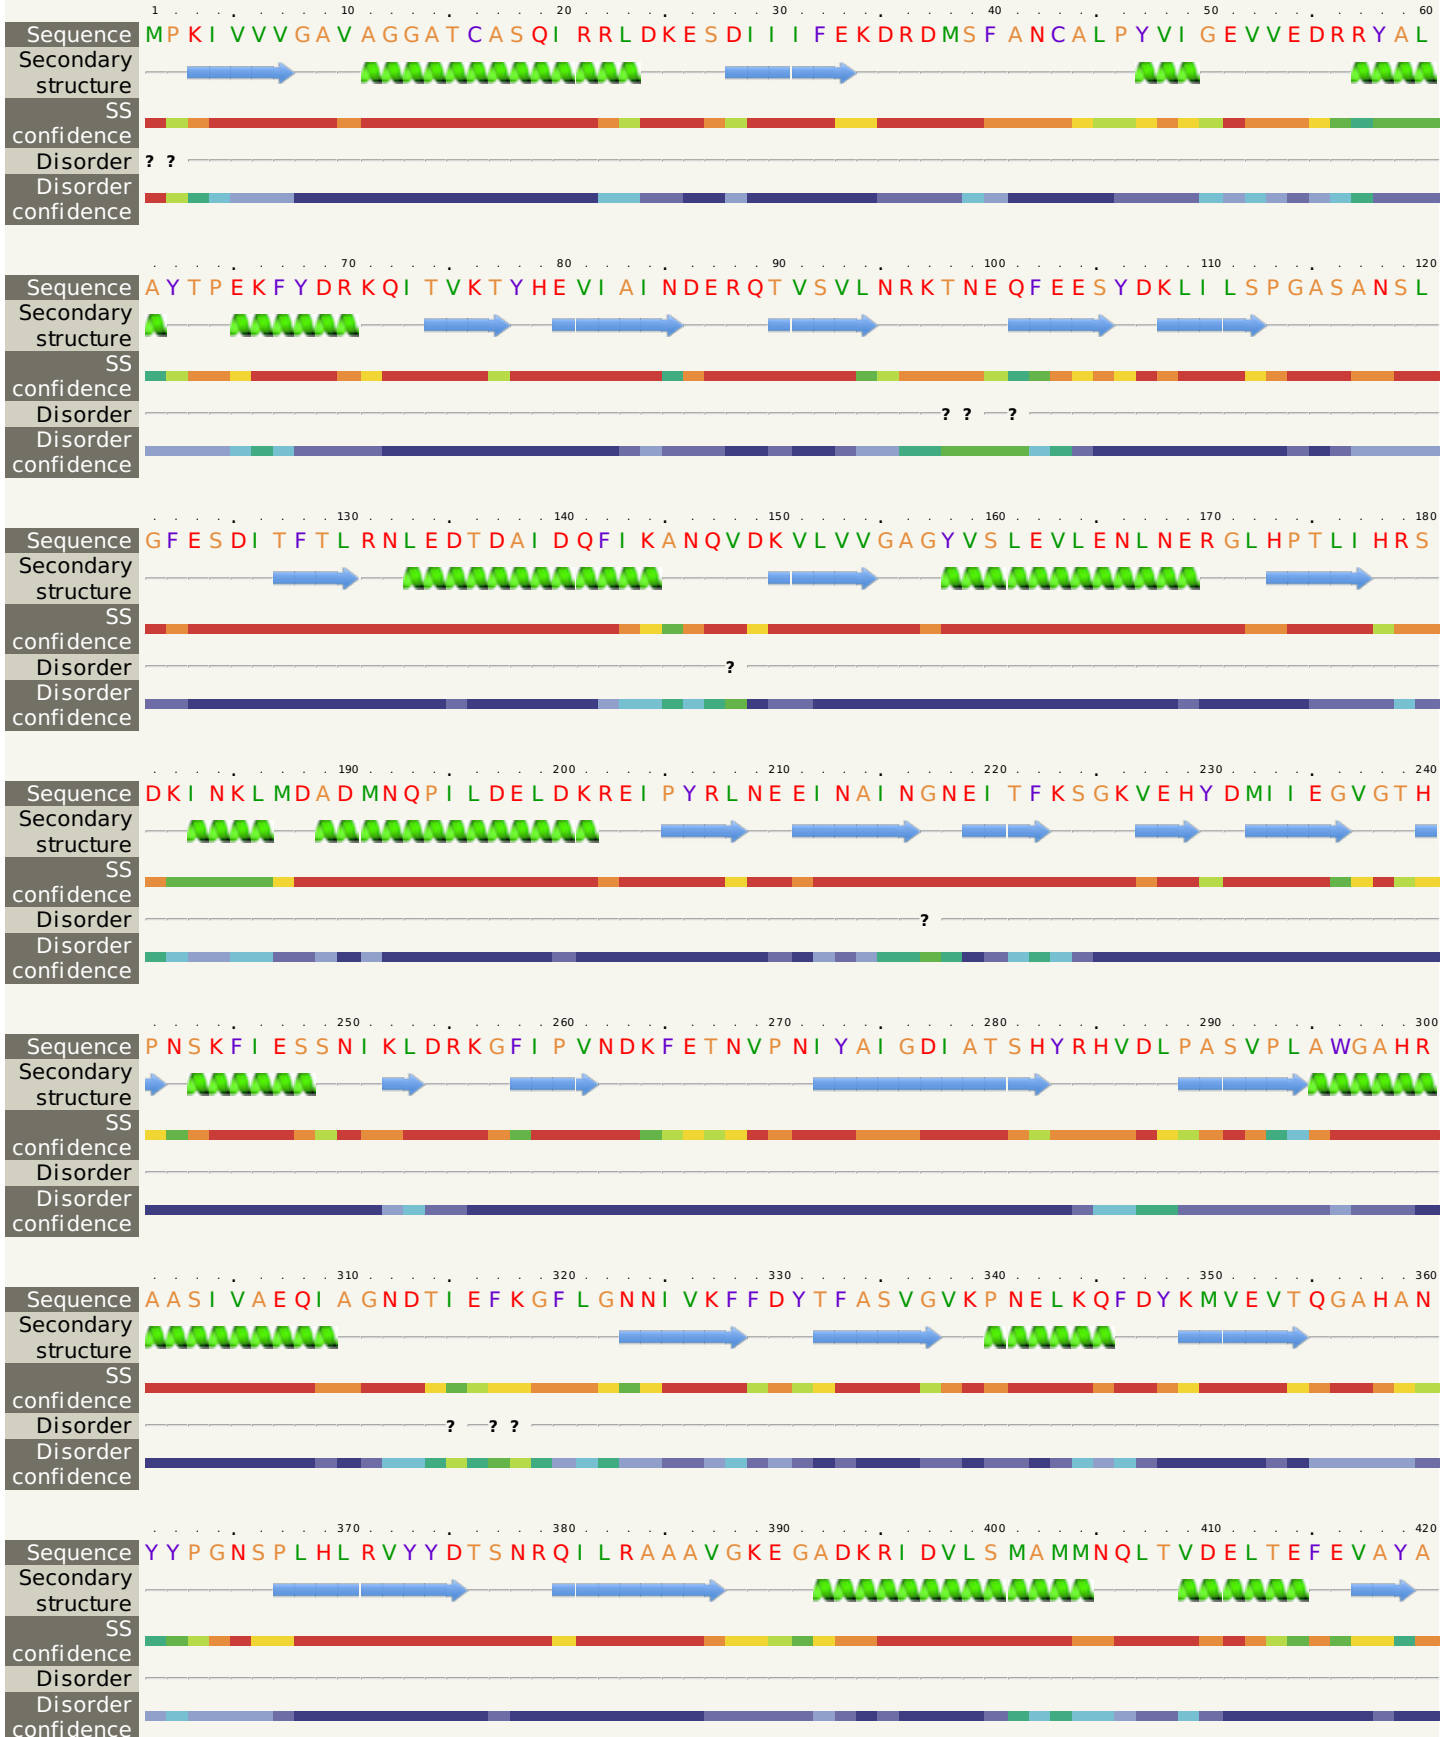 1 10 20 30 40 50 60
Sequence MPKIVVVGAVAGGATCASQIRRLDKESDIIIFEKDRDMSFANCALPYVIGEVVEDRRYAL
Secondary
structure
SS
confidence
Disorder ? ?
Disorder
confidence
70 80 90 100 110 120
Sequence AYTPEKFYDRKQITVKTYHEVIAINDERQTVSVLNRKTNEQFEESYDKLILSPGASANSL
Secondary
structure
SS
confidence
Disorder ? ? ?
Disorder
confidence
130 140 150 160 170 180
Sequence GFESDITFTLRNLEDTDAIDQFIKANQVDKVLVVGAGYVSLEVLENLNERGLHPTLIHRS
Secondary
structure
SS
confidence
Disorder ?
Disorder
confidence
190 200 210 220 230 240
Sequence DKINKLMDADMNQPILDELDKREIPYRLNEEINAINGNEITFKSGKVEHYDMIIEGVGTH
Secondary
structure
SS
confidence
Disorder ?
Disorder
confidence
250 260 270 280 290 300
Sequence PNSKFIESSNIKLDRKGFIPVNDKFETNVPNIYAIGDIATSHYRHVDLPASVPLAWGAHR
Secondary
structure
SS
confidence
Disorder
Disorder
confidence
310 320 330 340 350 360
Sequence AASIVAEQIAGNDTIEFKGFLGNNIVKFFDYTFASVGVKPNELKQFDYKMVEVTQGAHAN
Secondary
structure
SS
confidence
Disorder ? ? ?
Disorder
confidence
370 380 390 400 410 420
Sequence YYPGNSPLHLRVYYDTSNRQILRAAAVGKEGADKRIDVLSMAMMNQLTVDELTEFEVAYA
Secondary
structure
SS
confidence
Disorder
Disorder
confidence